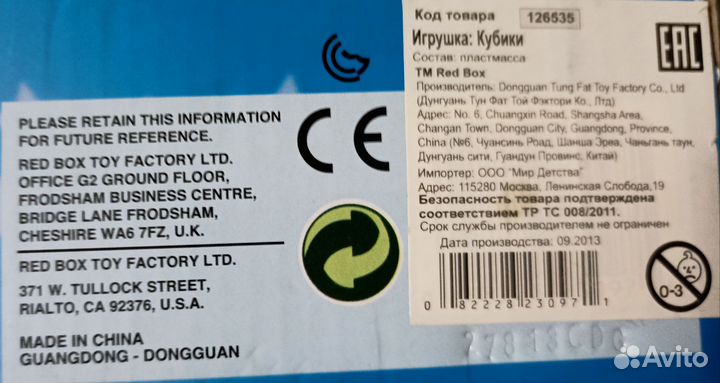 PLEASE RETAIN THIS INFORMATION
FOR FUTURE REFERENCE.
RED BOX TOY FACTORY LTD.
OFFICE G2 GROUND FLOOR,
FRODSHAM BUSINESS CENTRE,
BRIDGE LANE FRODSHAM,
CHESHIRE WA6 7FZ, U.K.
RED BOX TOY FACTORY LTD.
371 W. TULLOCK STREET,
RIALTO, CA 92376, U.S.A.
MADE IN CHINA
GUANGDONG - DONGGUAN
CE
Код товара 126535
Игрушка: Кубики
Состав: пластмасса
ТМ Red Box
Производитель: Dongguan Tung Fat Toy Factory Co., Ltd
(Дунгуань Тун Фат Той Фэктори Ко., Лтд)
Адрес: No. 6, Chuangxin Road, Shangsha Area,
Changan Town, Dongguan City, Guangdong, Province,
China (№6, Чуансинь Роад, Шанша Эреа, Чаньгань таун,
Дунгуань сити, Гуандун Провинс, Китай)
Импортер: ООО "Мир Детства"
Адрес: 115280 Москва, Ленинская Слобода,19
Безопасность товара подтверждена
соответствием ТР ТС 008/2011.
Срок службы производителем не ограничен
Дата производства: 09.2013
EAC
0-3
0 82228 23097 1
Avito